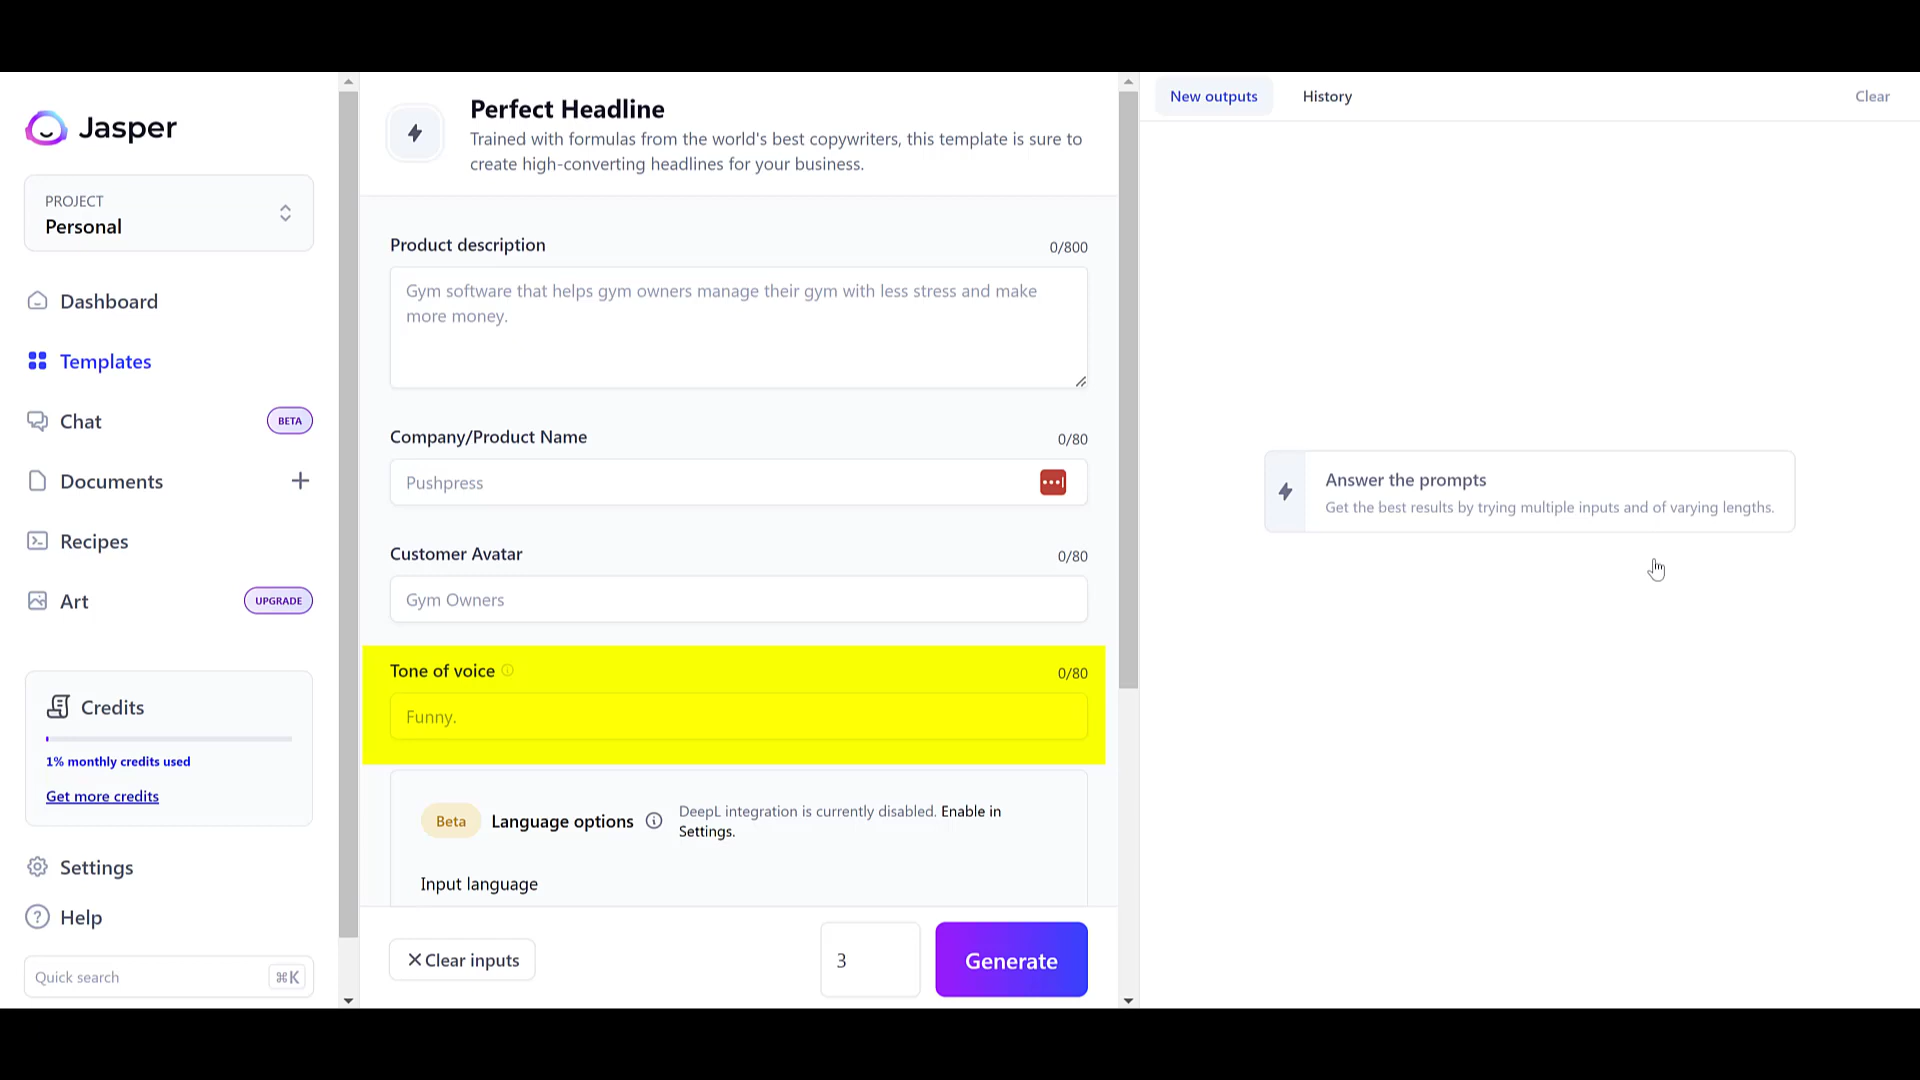 Jasper
PROJECT
Personal
Dashboard
Templates
Chat
BETA
Documents
Recipes
Art
UPGRADE
Credits
1% monthly credits used
Get more credits
Settings
Help
Quick search
⌘K
Perfect Headline
Trained with formulas from the world's best copywriters, this template is sure to
create high-converting headlines for your business.
Product description
0/800
Gym software that helps gym owners manage their gym with less stress and make
more money.
Company/Product Name
0/80
Pushpress
Customer Avatar
0/80
Gym Owners
Tone of voice
0/80
Funny.
Beta
Language options
DeepL integration is currently disabled. Enable in
Settings.
Input language
Clear inputs
3
Generate
New outputs
History
Clear
Answer the prompts
Get the best results by trying multiple inputs and of varying lengths.